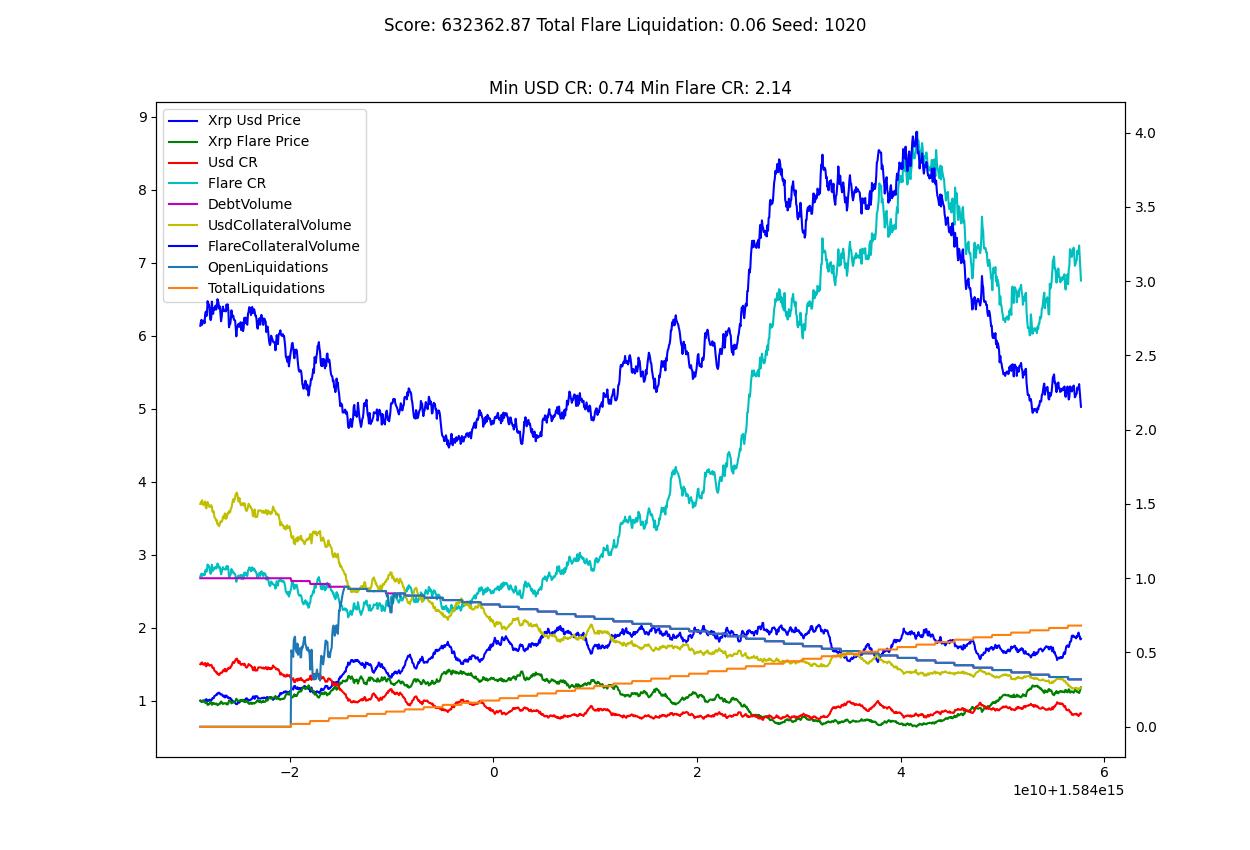 Score: 632362.87 Total Flare Liquidation: 0.06 Seed: 1020
Min USD CR: 0.74 Min Flare CR: 2.14
Xrp Usd Price
Xrp Flare Price
Usd CR
Flare CR
DebtVolume
UsdCollateralVolume
FlareCollateralVolume
OpenLiquidations
TotalLiquidations
9
8
7
6
5
4
3
2
1
4.0
3.5
3.0
2.5
2.0
1.5
1.0
0.5
0.0
−2 0 2 4 6
1e10+1.584e15